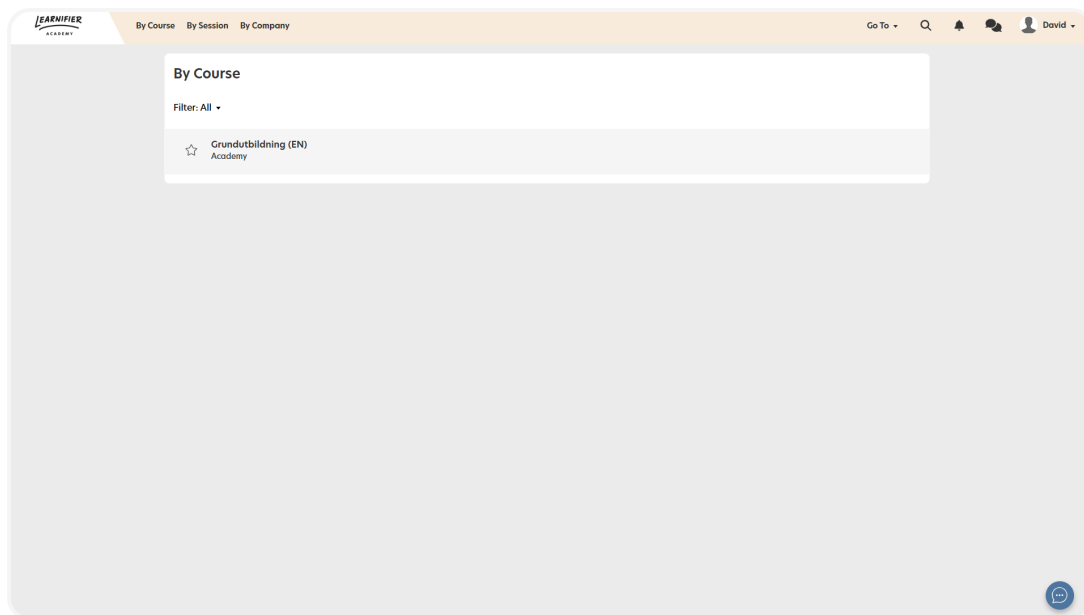 LEARNIFIER
ACADEMY
By Course By Session By Company
Go To
David
By Course
Filter: All
Grundutbildning (EN)
Academy